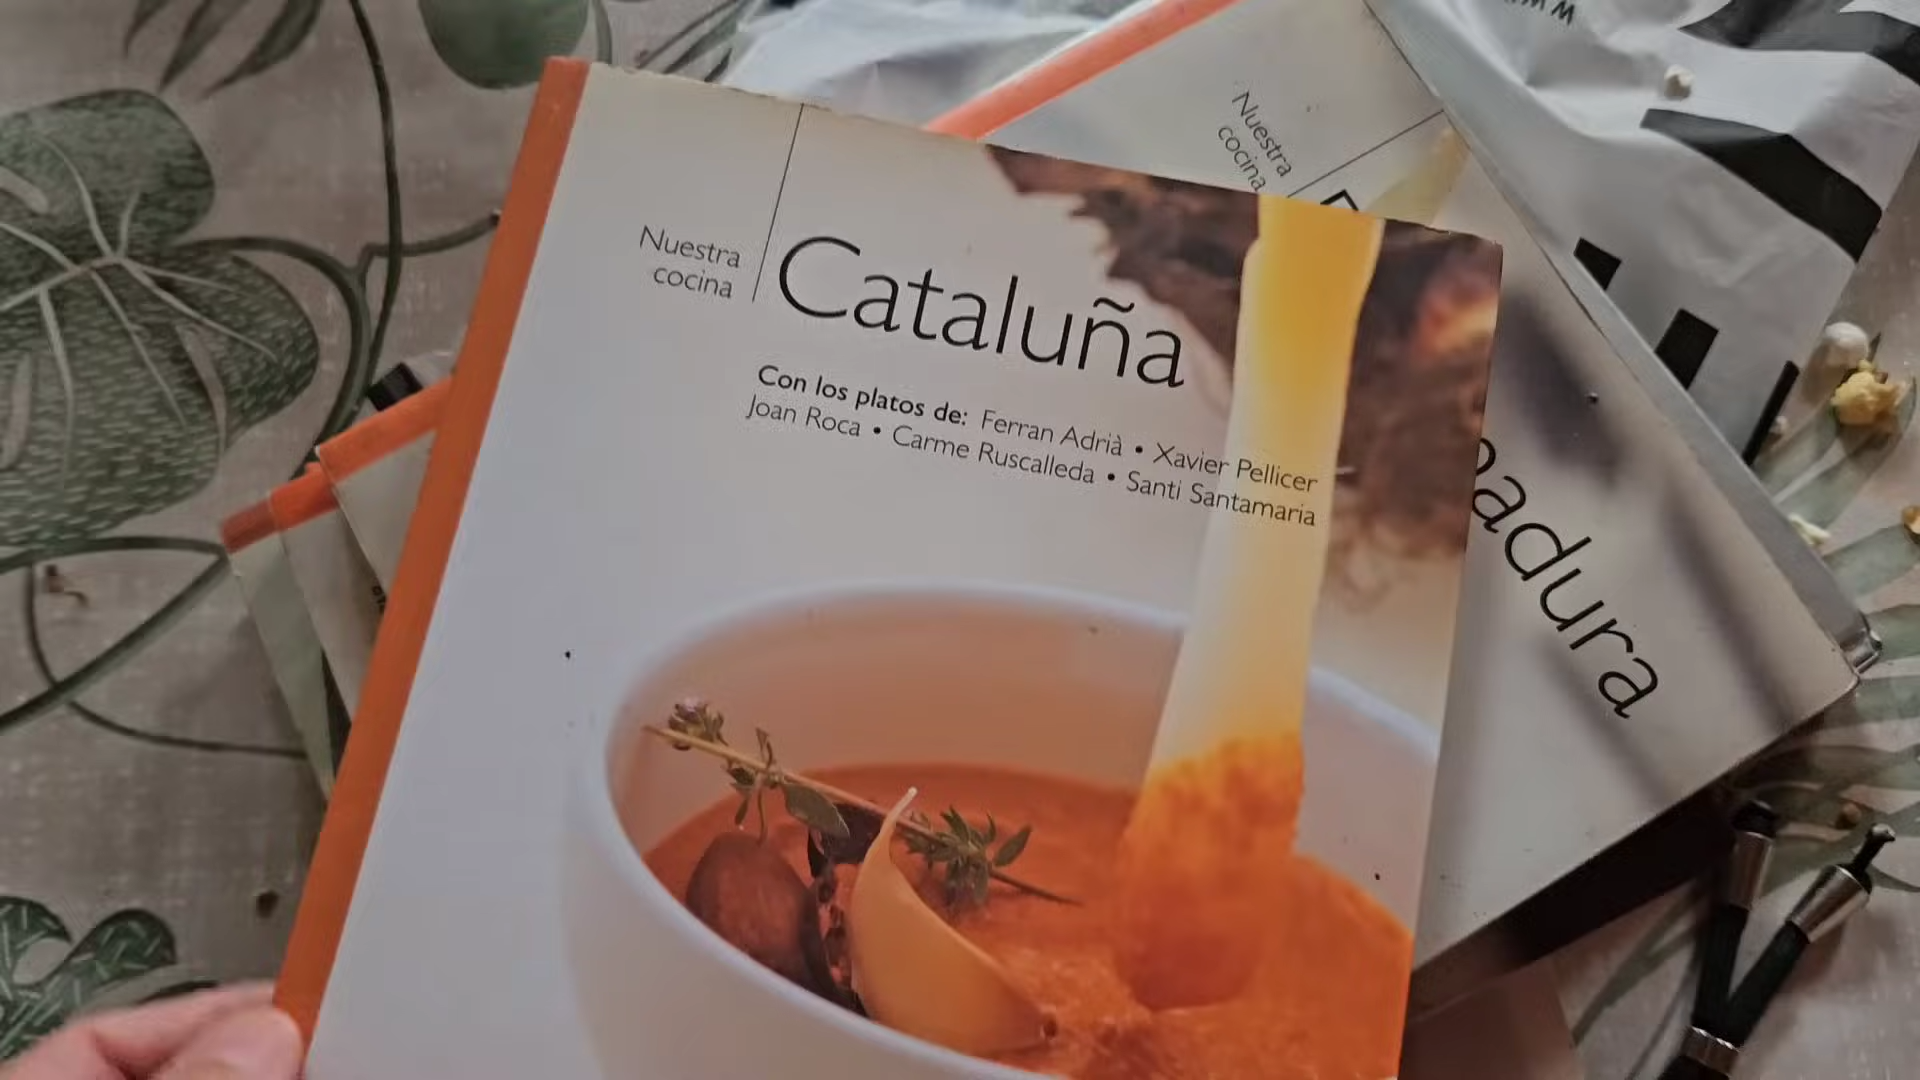 Nuestra
cocina
Cataluña
Con los platos de: Ferran Adrià • Xavier Pellicer
Joan Roca • Carme Ruscalleda • Santi Santamaria
Nuestra
cocina
adura